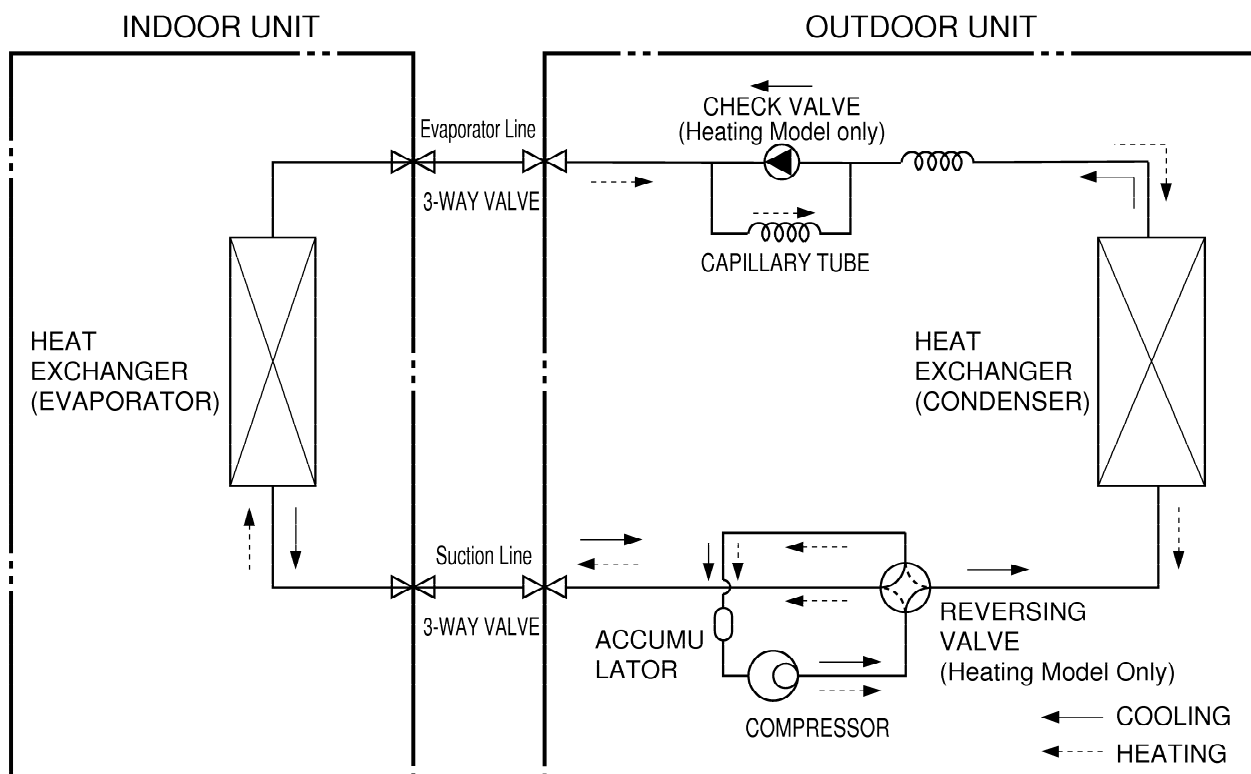 INDOOR UNIT
OUTDOOR UNIT
CHECK VALVE
(Heating Model only)
Evaporator Line
3-WAY VALVE
CAPILLARY TUBE
HEAT
EXCHANGER
(EVAPORATOR)
HEAT
EXCHANGER
(CONDENSER)
Suction Line
3-WAY VALVE
ACCUMU
LATOR
COMPRESSOR
REVERSING
VALVE
(Heating Model Only)
COOLING
HEATING